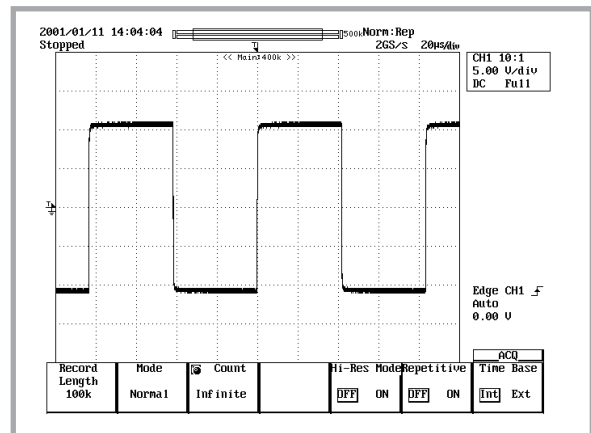 2001/01/11 14:04:04 500k Norm:Rep
Stopped 2GS/s 20µs/div
<< Main:400k >>
CH1 10:1
5.00 V/div
DC Full
Edge CH1
Auto
0.00 V
ACQ
Record Length 100k
Mode Normal
Count Infinite
Hi-Res Mode OFF ON
Repetitive OFF ON
Time Base Int Ext